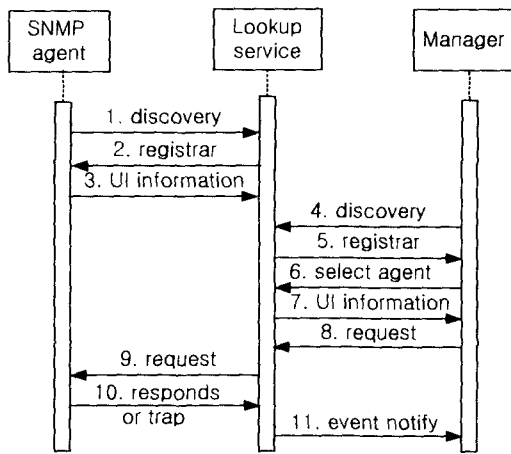 SNMP
agent
Lookup
service
Manager
1. discovery
2. registrar
3. UI information
4. discovery
5. registrar
6. select agent
7. UI information
8. request
9. request
10. responds
or trap
11. event notify